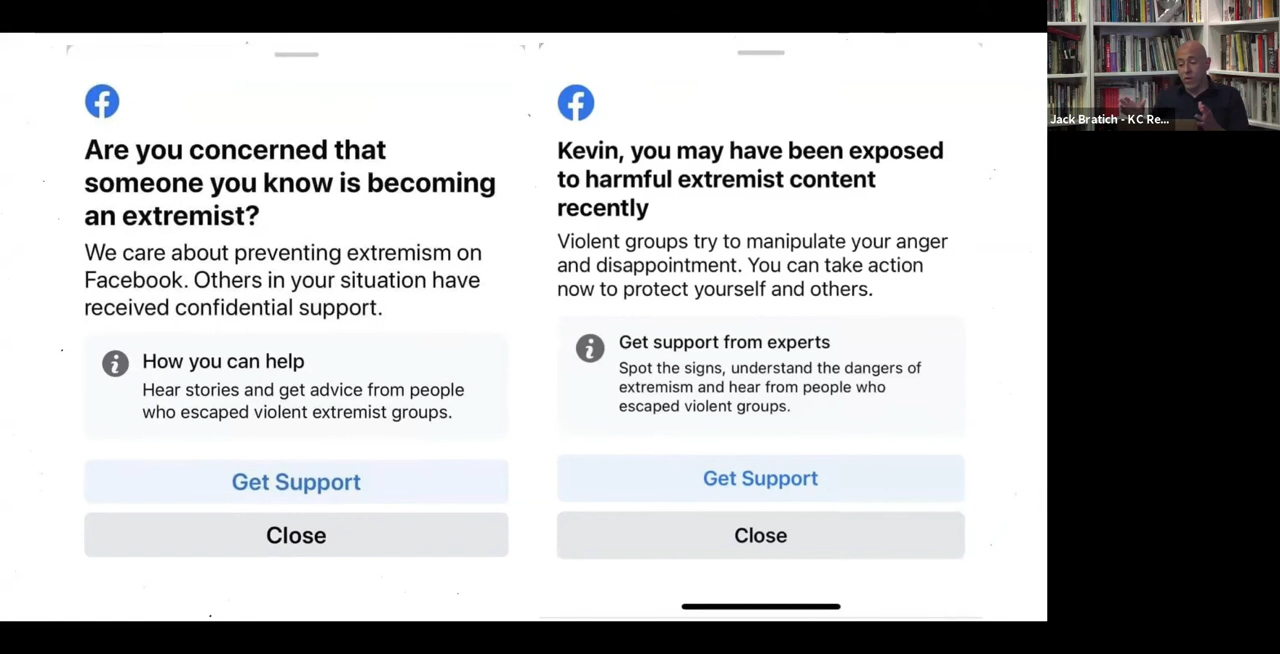 Are you concerned that
someone you know is becoming
an extremist?
We care about preventing extremism on
Facebook. Others in your situation have
received confidential support.
How you can help
Hear stories and get advice from people
who escaped violent extremist groups.
Get Support
Close
Kevin, you may have been exposed
to harmful extremist content
recently
Violent groups try to manipulate your anger
and disappointment. You can take action
now to protect yourself and others.
Get support from experts
Spot the signs, understand the dangers of
extremism and hear from people who
escaped violent groups.
Get Support
Close
Jack Bratich - KC Re...